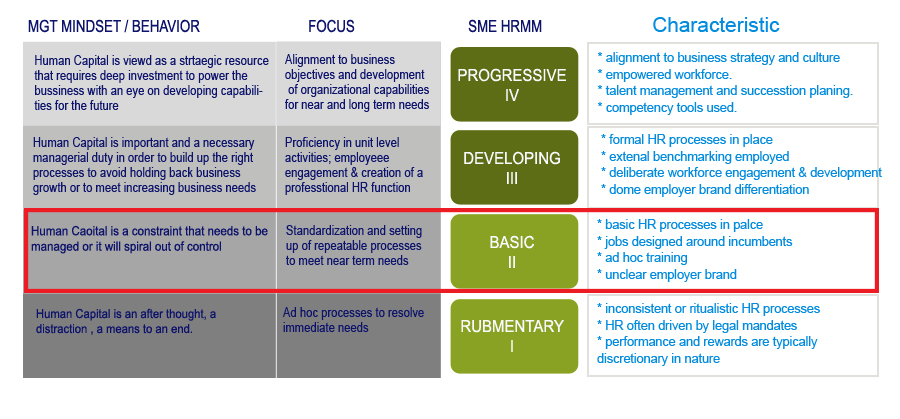 MGT MINDSET / BEHAVIOR
FOCUS
SME HRMM
Characteristic
Human Capital is viewd as a strtaegic resource
that requires deep investment to power the
bussiness with an eye on developing capabili-
ties for the future
Alignment to business
objectives and development
of organizational capabilities
for near and long term needs
PROGRESSIVE
IV
* alignment to business strategy and culture
* empowered workforce.
* talent management and successtion planing.
* competency tools used.
Human Capital is important and a necessary
managerial duty in order to build up the right
processes to avoid holding back business
growth or to meet increasing business needs
Proficiency in unit level
activities; employeee
engagement & creation of a
professtional HR function
DEVELOPING
III
* formal HR processes in place
* extenal benchmarking employed
* deliberate workforce engagement & development
* dome employer brand differentiation
Human Caoital is a constraint that needs to be
managed or it will spiral out of control
Standardization and setting
up of repeatable processes
to meet near term needs
BASIC
II
* basic HR processes in palce
* jobs designed around incumbents
* ad hoc training
* unclear employer brand
Human Capital is an after thought, a
distraction , a means to an end.
Ad hoc processes to resolve
immediate needs
RUBMENTARY
I
* inconsistent or ritualistic HR processes
* HR often driven by legal mandates
* performance and rewards are typically
discretionary in nature